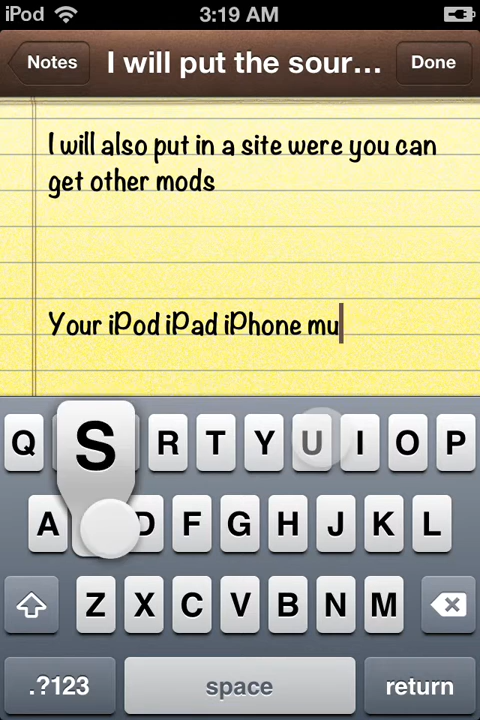 iPod 3:19 AM
Notes I will put the sour... Done
I will also put in a site were you can
get other mods
Your iPod iPad iPhone mu
Q S R T Y U I O P
A D F G H J K L
Z X C V B N M
.?123 space return